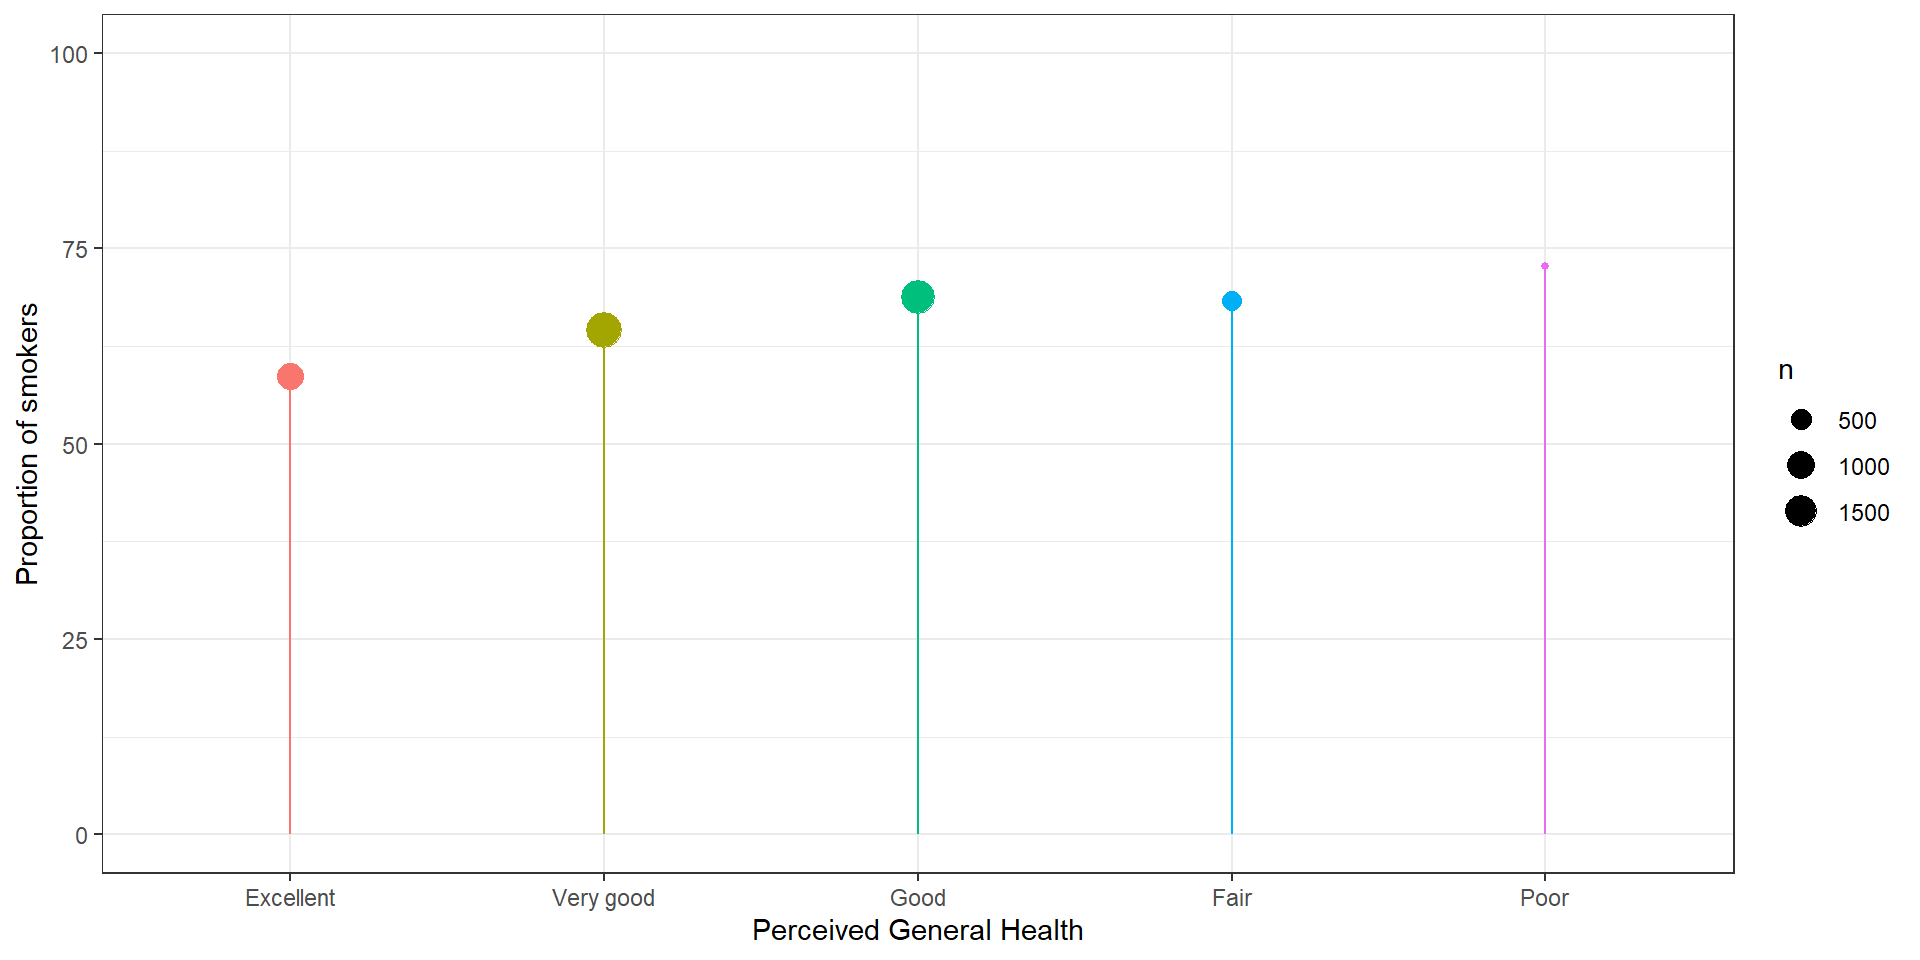 100
75
50
25
0
Proportion of smokers
Excellent
Very good
Good
Fair
Poor
Perceived General Health
n
500
1000
1500